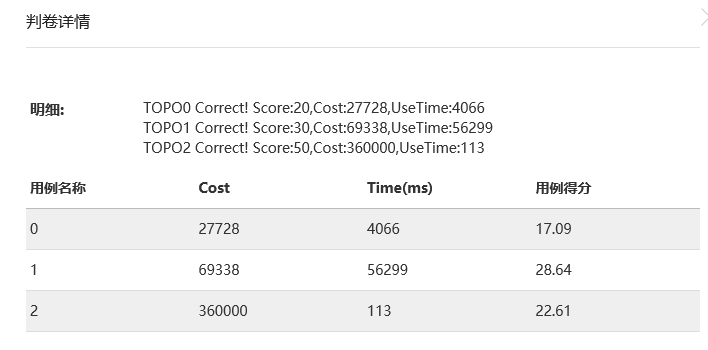 判卷详情
明细:
TOPO0 Correct! Score:20,Cost:27728,UseTime:4066
TOPO1 Correct! Score:30,Cost:69338,UseTime:56299
TOPO2 Correct! Score:50,Cost:360000,UseTime:113
用例名称 Cost Time(ms) 用例得分
0 27728 4066 17.09
1 69338 56299 28.64
2 360000 113 22.61